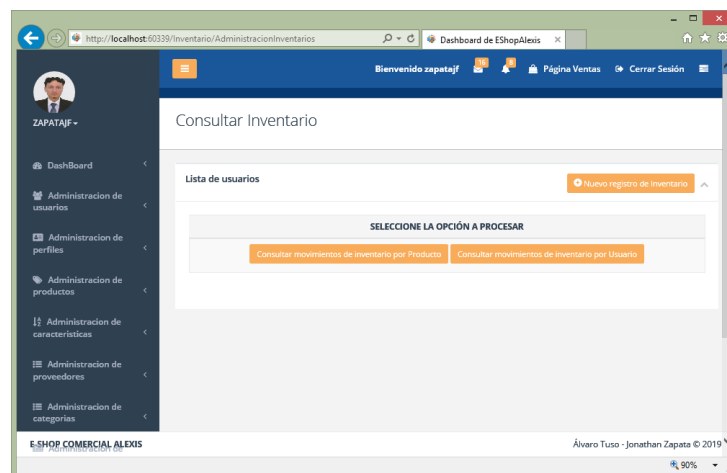 http://localhost:60339/Inventario/AdministracionInventarios
Dashboard de EShopAlexis
Bienvenido zapatajf
16
8
Página Ventas
Cerrar Sesión
ZAPATAJF
Consultar Inventario
DashBoard
Administracion de
usuarios
Administracion de
perfiles
Administracion de
productos
Administracion de
caracteristicas
Administracion de
proveedores
Administracion de
categorias
Administracion de
Lista de usuarios
Nuevo registro de Inventario
SELECCIONE LA OPCIÓN A PROCESAR
Consultar movimientos de inventario por Producto
Consultar movimientos de inventario por Usuario
E-SHOP COMERCIAL ALEXIS
Álvaro Tuso - Jonathan Zapata © 2019
90%